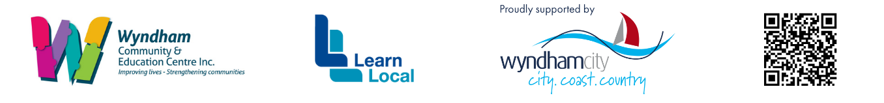 Wyndham
Community &
Education Centre Inc.
Improving lives - Strengthening communities
Learn
Local
Proudly supported by
wyndhamcity
city. coast. country